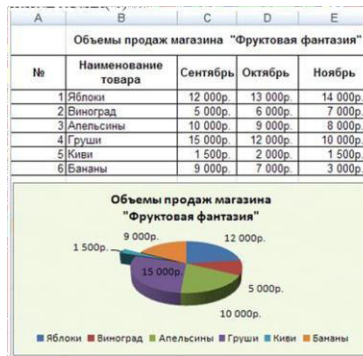 A B C D E
Объемы продаж магазина "Фруктовая фантазия"
№ Наименование товара Сентябрь Октябрь Ноябрь
1 Яблоки 12 000р. 13 000р. 14 000р.
2 Виноград 5 000р. 6 000р. 7 000р.
3 Апельсины 10 000р. 9 000р. 8 000р.
4 Груши 15 000р. 12 000р. 10 000р.
5 Киви 1 500р. 2 000р. 1 500р.
6 Бананы 9 000р. 7 000р. 3 000р.
Объемы продаж магазина
"Фруктовая фантазия"
9 000р. 12 000р.
1 500р.
15 000р.
5 000р.
10 000р.
Яблоки Виноград Апельсины Груши Киви Бананы